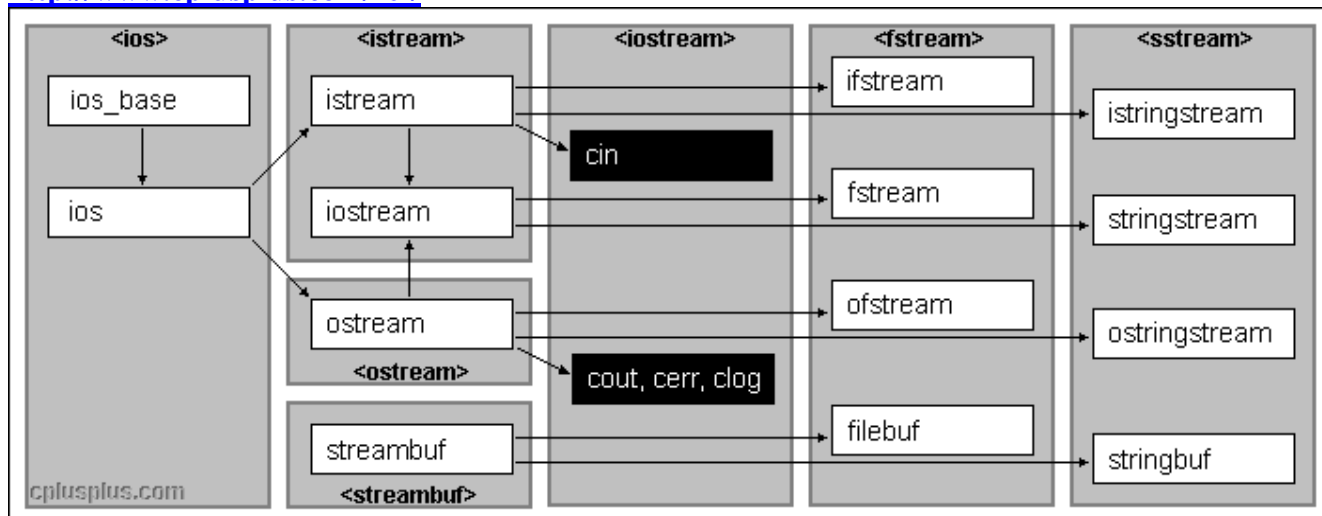 <ios>
ios_base
ios
<istream>
istream
iostream
ostream
<ostream>
streambuf
<streambuf>
<iostream>
cin
cout, cerr, clog
<fstream>
ifstream
fstream
ofstream
filebuf
<sstream>
istringstream
stringstream
ostringstream
stringbuf
cplusplus.com